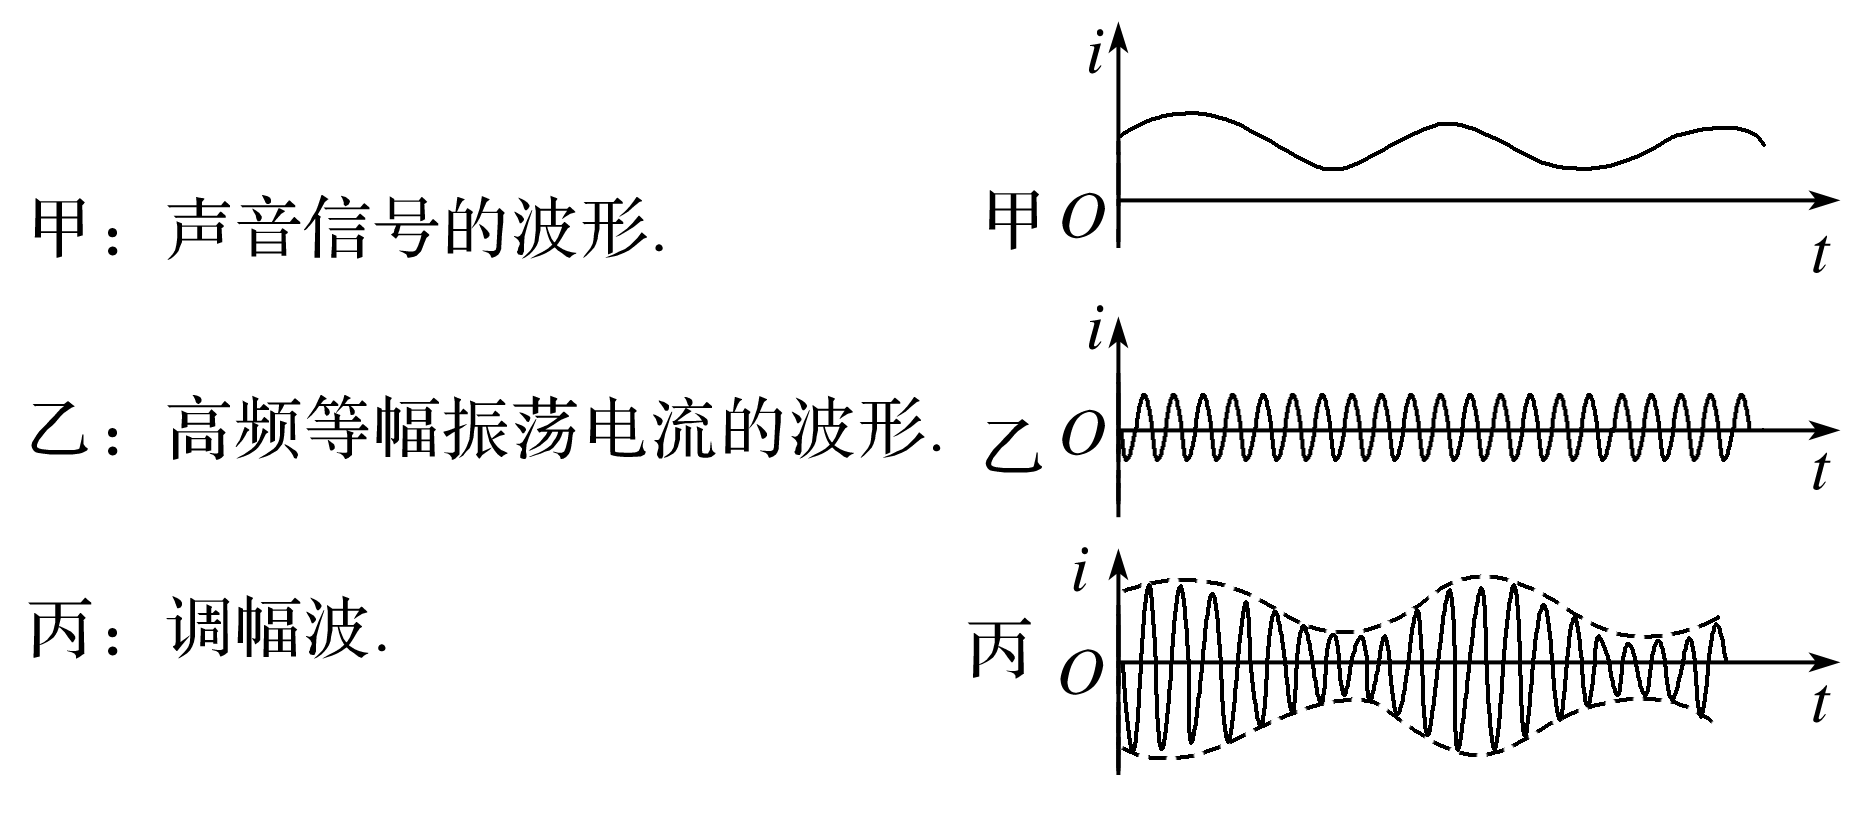 i
甲：声音信号的波形.
甲 O
t
i
乙：高频等幅振荡电流的波形.
乙 O
t
i
丙：调幅波.
丙 O
t